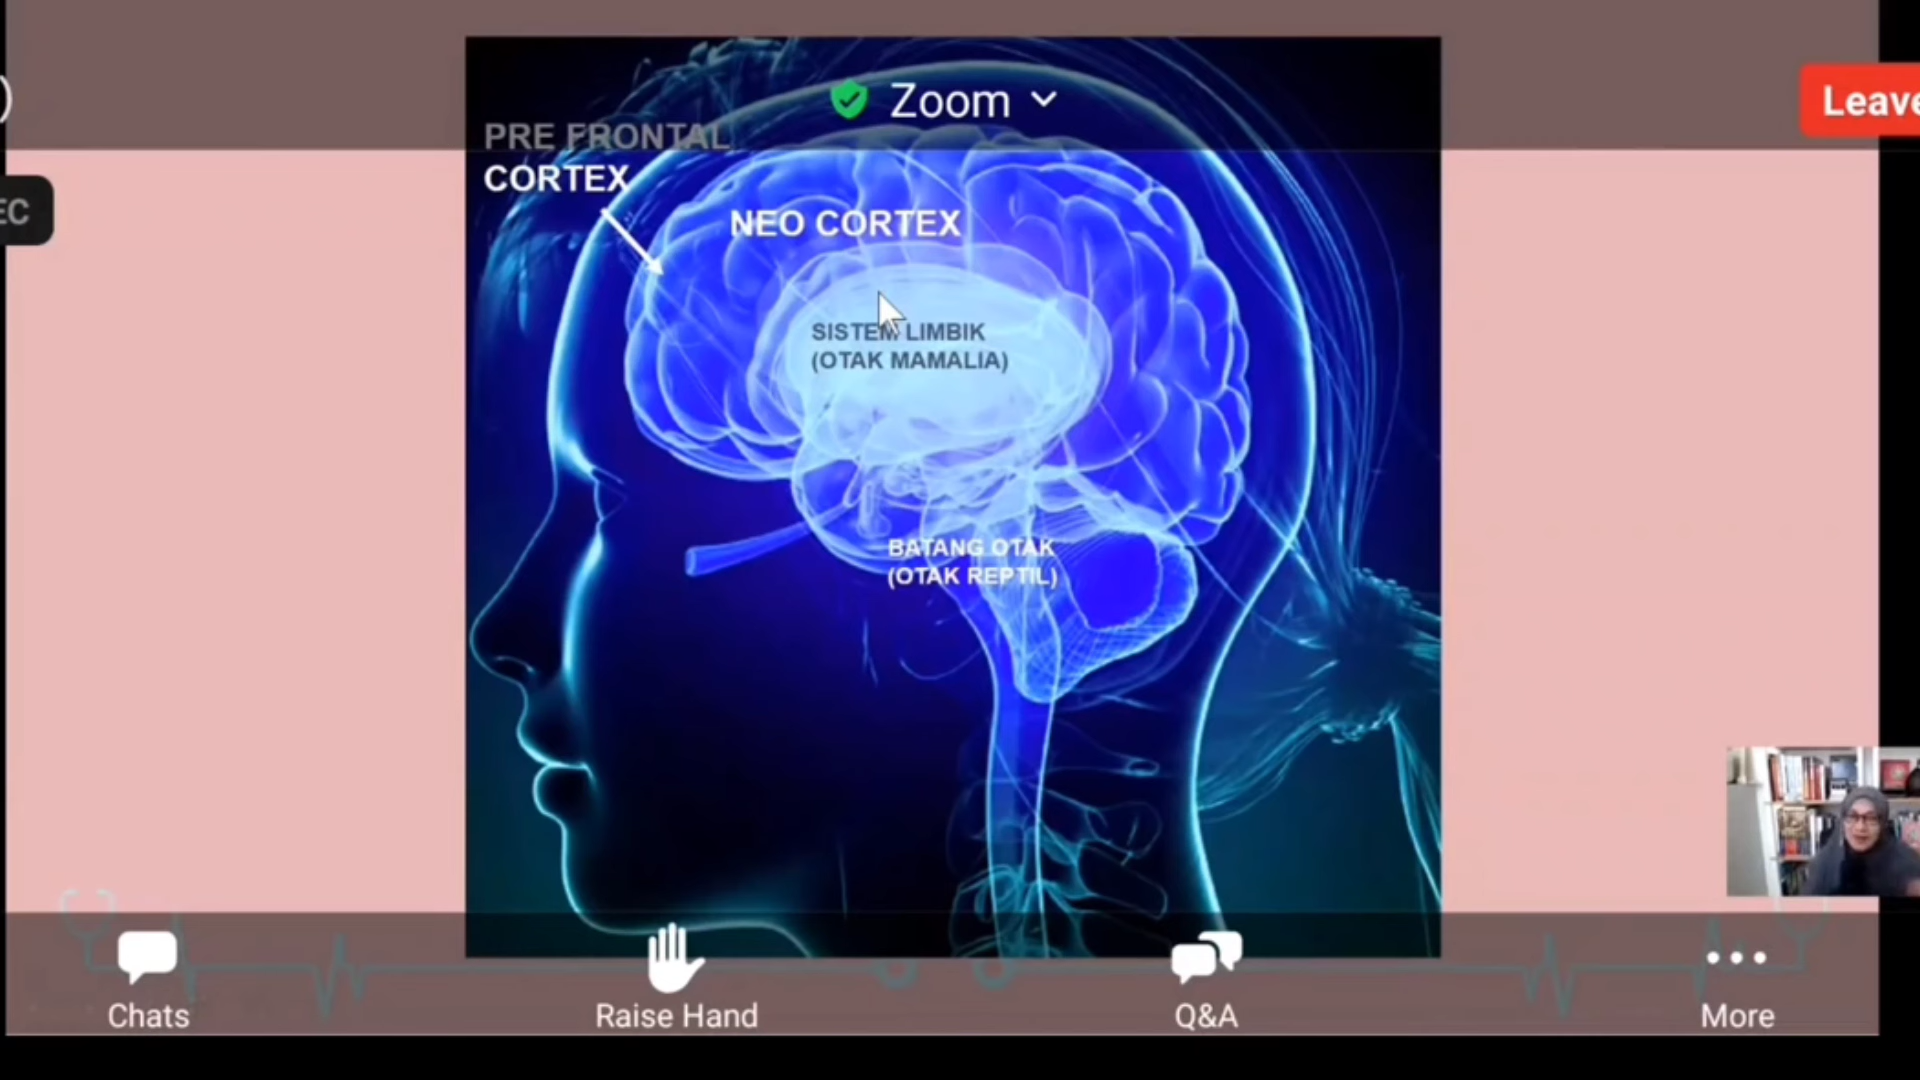 Zoom
Leave
PRE FRONTAL
CORTEX
EC
NEO CORTEX
SISTEM LIMBIK
(OTAK MAMALIA)
BATANG OTAK
(OTAK REPTIL)
Chats
Raise Hand
Q&A
More